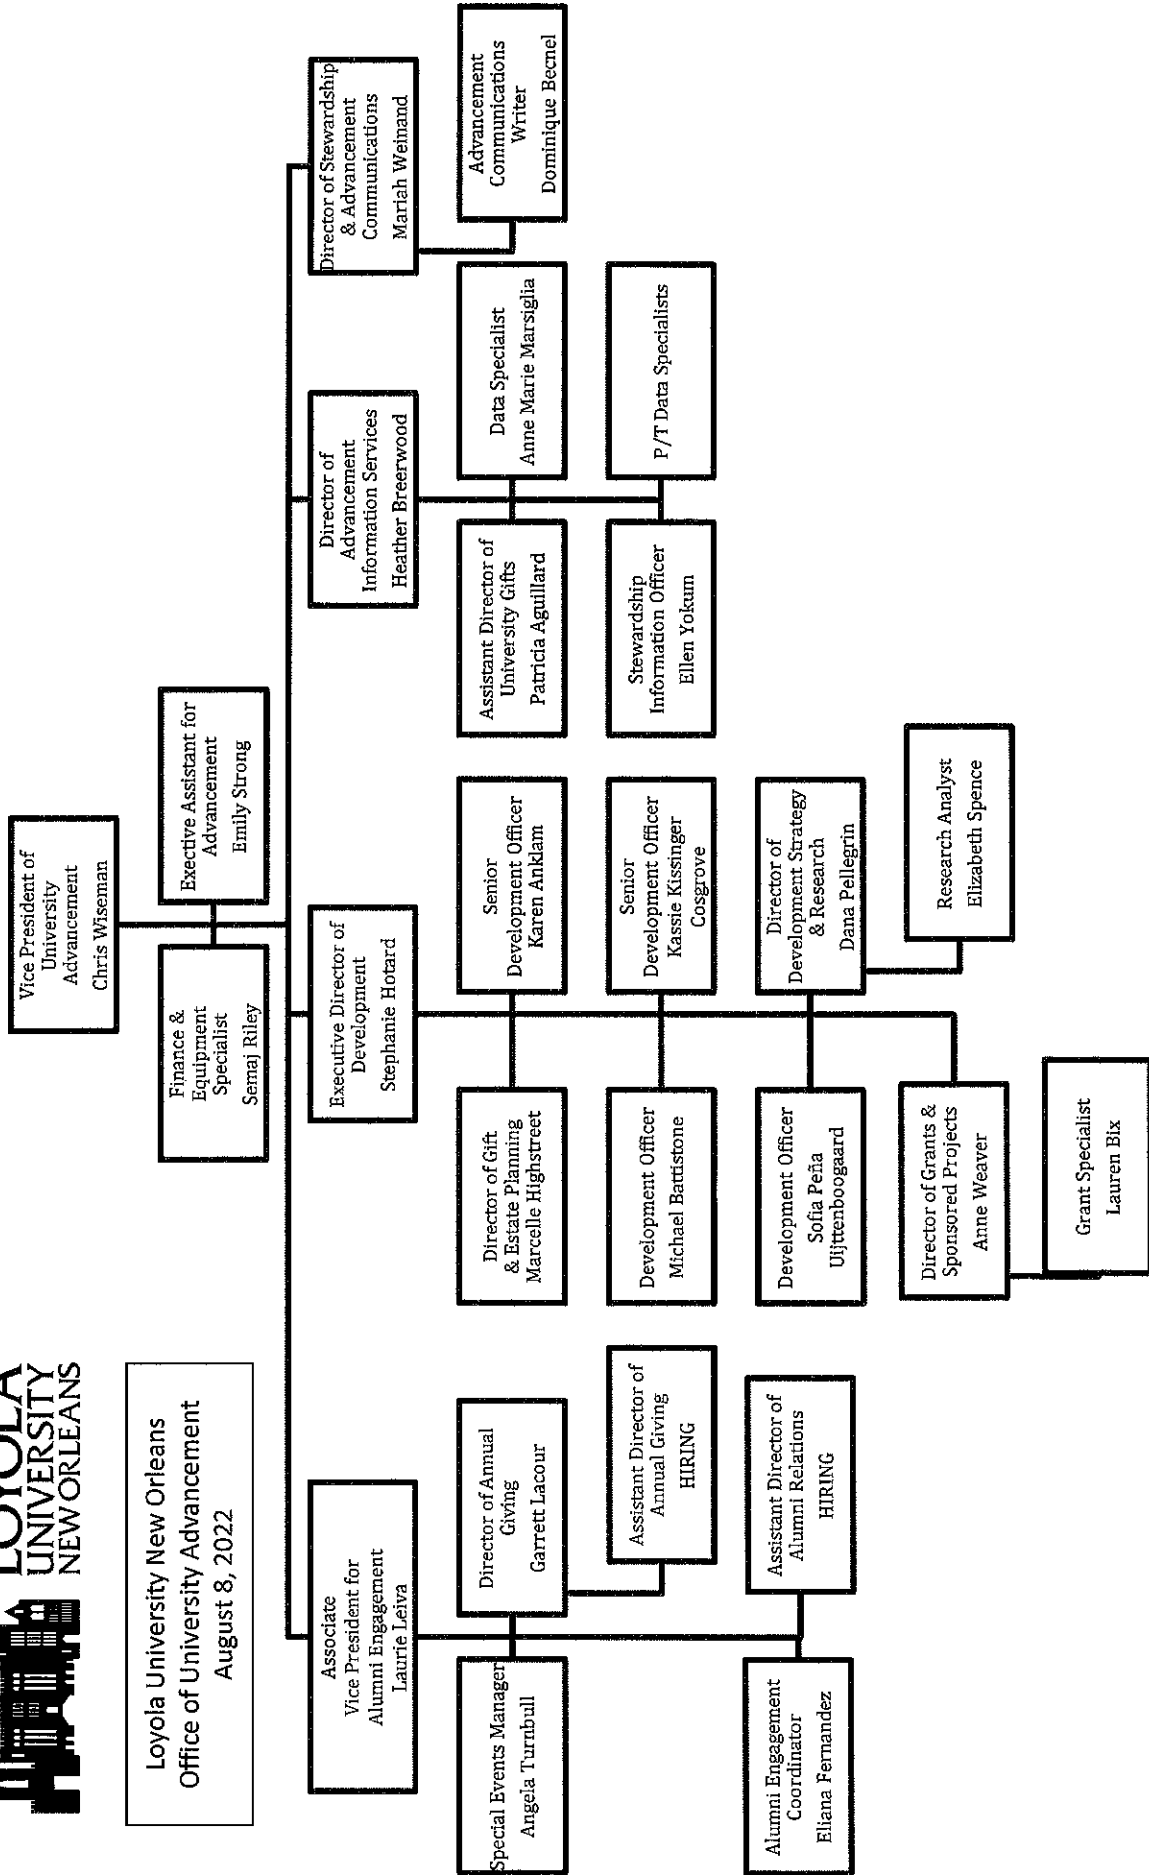 LOYOLA
UNIVERSITY
NEW ORLEANS
Loyola University New Orleans
Office of University Advancement
August 8, 2022
Vice President of
University
Advancement
Chris Wiseman
Finance &
Equipment
Specialist
Semaj Riley
Exective Assistant for
Advancement
Emily Strong
Associate
Vice President for
Alumni Engagement
Laurie Leiva
Special Events Manager
Angela Turnbull
Director of Annual
Giving
Garrett Lacour
Assistant Director of
Annual Giving
HIRING
Alumni Engagement
Coordinator
Eliana Fernandez
Assistant Director of
Alumni Relations
HIRING
Executive Director of
Development
Stephanie Hotard
Director of Gift
& Estate Planning
Marcelle Highstreet
Senior
Development Officer
Karen Anklam
Development Officer
Michael Battistone
Senior
Development Officer
Kassie Kissinger
Cosgrove
Development Officer
Sofia Peña
Uijttenboogaard
Director of
Development Strategy
& Research
Dana Pellegrin
Research Analyst
Elizabeth Spence
Director of Grants &
Sponsored Projects
Anne Weaver
Grant Specialist
Lauren Bix
Director of
Advancement
Information Services
Heather Breerwood
Assistant Director of
University Gifts
Patricia Aguillard
Data Specialist
Anne Marie Marsiglia
Stewardship
Information Officer
Ellen Yokum
P/T Data Specialists
Director of Stewardship
& Advancement
Communications
Mariah Weinand
Advancement
Communications
Writer
Dominique Becnel